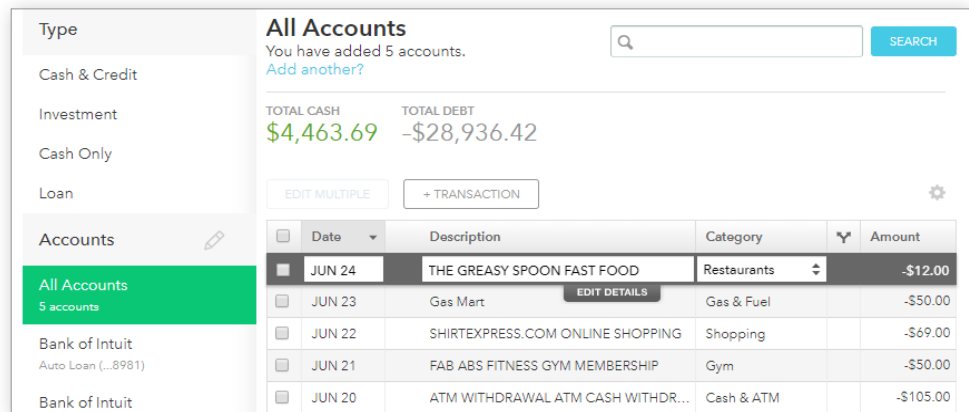 Type
Cash & Credit
Investment
Cash Only
Loan
Accounts
All Accounts
5 accounts
Bank of Intuit
Auto Loan (...8981)
Bank of Intuit
All Accounts
You have added 5 accounts.
Add another?
SEARCH
TOTAL CASH TOTAL DEBT
$4,463.69 -$28,936.42
EDIT MULTIPLE + TRANSACTION
Date Description Category Amount
JUN 24 THE GREASY SPOON FAST FOOD Restaurants -$12.00
EDIT DETAILS
JUN 23 Gas Mart Gas & Fuel -$50.00
JUN 22 SHIRTEXPRESS.COM ONLINE SHOPPING Shopping -$69.00
JUN 21 FAB ABS FITNESS GYM MEMBERSHIP Gym -$50.00
JUN 20 ATM WITHDRAWAL ATM CASH WITHDR... Cash & ATM -$105.00